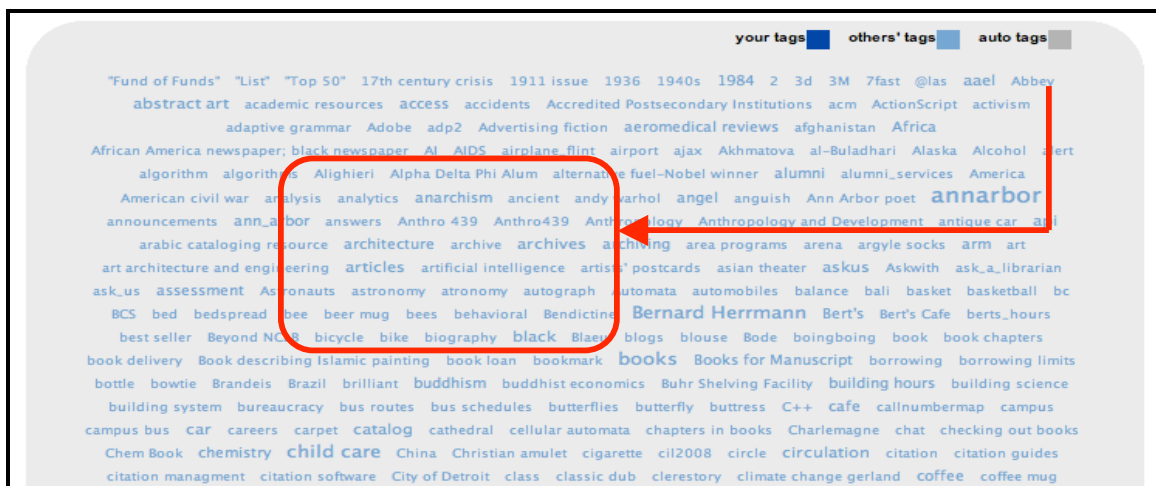 your tags others' tags auto tags
"Fund of Funds" "List" "Top 50" 17th century crisis 1911 issue 1936 1940s 1984 2 3d 3M 7fast @las aael Abbey
abstract art academic resources access accidents Accredited Postsecondary Institutions acm ActionScript activism
adaptive grammar Adobe adp2 Advertising fiction aeromedical reviews afghanistan Africa
African America newspaper; black newspaper AI AIDS airplane_flint airport ajax Akhmatova al-Buladhari Alaska Alcohol alert
algorithm algorithms Alighieri Alpha Delta Phi Alum alternative fuel-Nobel winner alumni alumni_services America
American civil war analysis analytics anarchism ancient andy warhol angel anguish Ann Arbor poet annarbor
announcements ann_arbor answers Anthro 439 Anthro439 Anthropology Anthropology and Development antique car api
arabic cataloging resource architecture archive archives archiving area programs arena argyle socks arm art
art architecture and engineering articles artificial intelligence artists' postcards asian theater askus Askwith ask_a_librarian
ask_us assessment Astronauts astronomy atronomy autograph Automata automobiles balance bali basket basketball bc
BCS bed bedspread bee beer mug bees behavioral Bendictine Bernard Herrmann Bert's Bert's Cafe berts_hours
best seller Beyond bicycle bike biography black Blaeu blogs blouse Bode boingboing book book chapters
book delivery Book describing Islamic painting book loan bookmark books Books for Manuscript borrowing borrowing limits
bottle bowtie Brandeis Brazil brilliant buddhism buddhist economics Buhr Shelving Facility building hours building science
building system bureaucracy bus routes bus schedules butterflies butterfly buttress C++ cafe callnumbermap campus
campus bus car careers carpet catalog cathedral cellular automata chapters in books Charlemagne chat checking out books
Chem Book chemistry child care China Christian amulet cigarette cil2008 circle circulation citation citation guides
citation managment citation software City of Detroit class classic dub clerestory climate change gerland coffee coffee mug